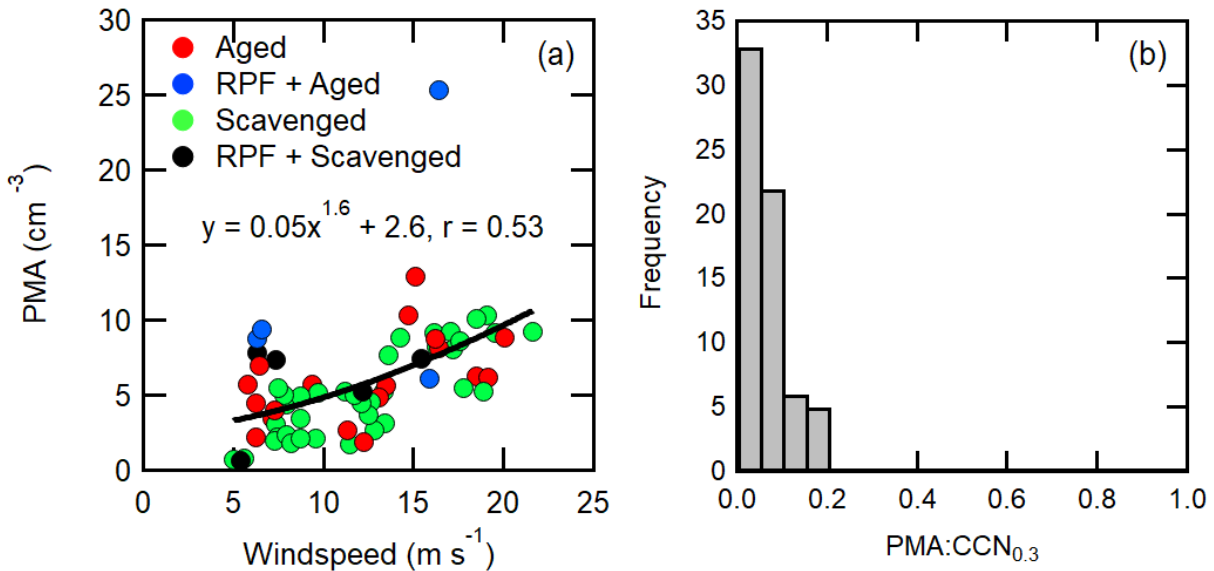 30
25
20
15
10
5
0
PMA (cm⁻³)
(a)
Aged
RPF + Aged
Scavenged
RPF + Scavenged
y = 0.05x^1.6 + 2.6, r = 0.53
0
5
10
15
20
25
Windspeed (m s⁻¹)
35
30
25
20
15
10
5
0
Frequency
(b)
0.0
0.2
0.4
0.6
0.8
1.0
PMA:CCN₀.₃